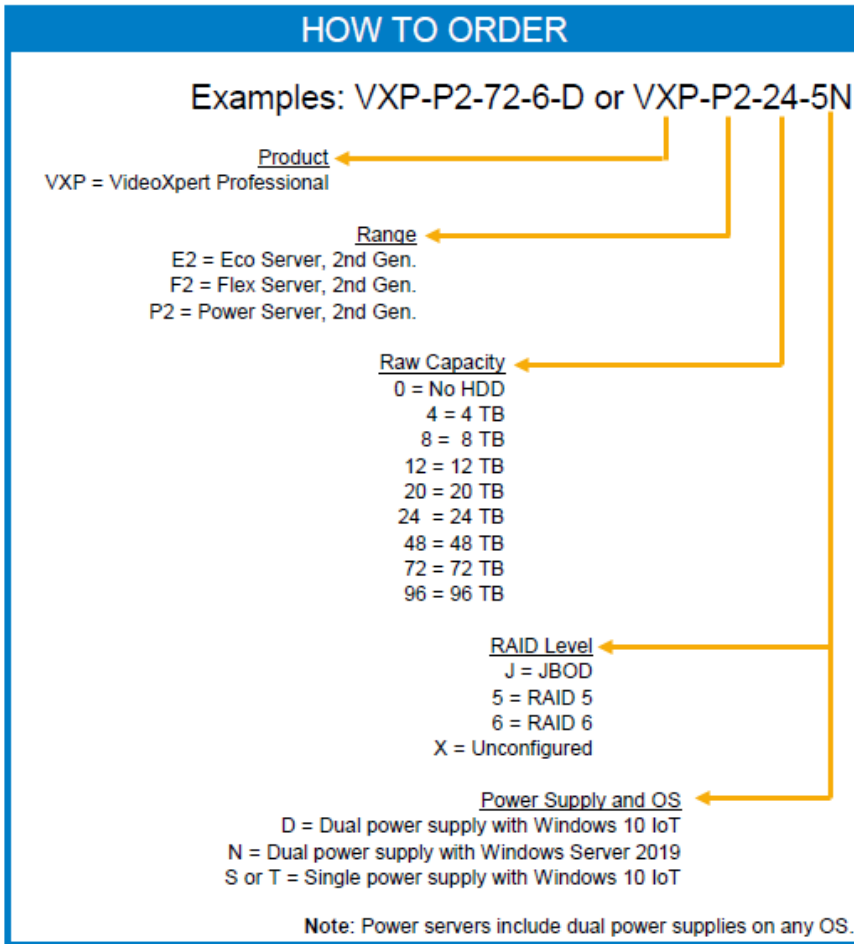 HOW TO ORDER
Examples: VXP-P2-72-6-D or VXP-P2-24-5N
Product
VXP = VideoXpert Professional
Range
E2 = Eco Server, 2nd Gen.
F2 = Flex Server, 2nd Gen.
P2 = Power Server, 2nd Gen.
Raw Capacity
0 = No HDD
4 = 4 TB
8 = 8 TB
12 = 12 TB
20 = 20 TB
24 = 24 TB
48 = 48 TB
72 = 72 TB
96 = 96 TB
RAID Level
J = JBOD
5 = RAID 5
6 = RAID 6
X = Unconfigured
Power Supply and OS
D = Dual power supply with Windows 10 IoT
N = Dual power supply with Windows Server 2019
S or T = Single power supply with Windows 10 IoT
Note: Power servers include dual power supplies on any OS.